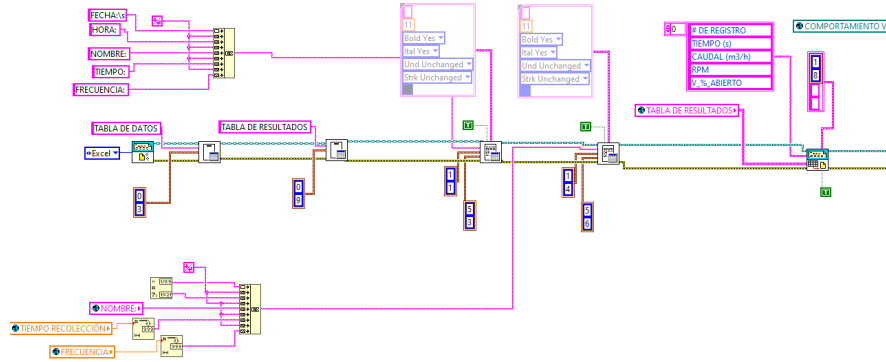 FECHA:\s
HORA:
NOMBRE:
TIEMPO:
FRECUENCIA:
11
Bold Yes
Ital Yes
Und Unchanged
Strk Unchanged
11
Bold Yes
Ital Yes
Und Unchanged
Strk Unchanged
0
# DE REGISTRO
TIEMPO (s)
CAUDAL (m3/h)
RPM
V_%_ABIERTO
COMPORTAMIENTO V
1
8
TABLA DE RESULTADOS
TABLA DE DATOS
TABLA DE RESULTADOS
T
T
Excel
0
3
0
9
1
1
5
3
1
4
5
6
T
NOMBRE:
TIEMPO RECOLECCIÓN
FRECUENCIA